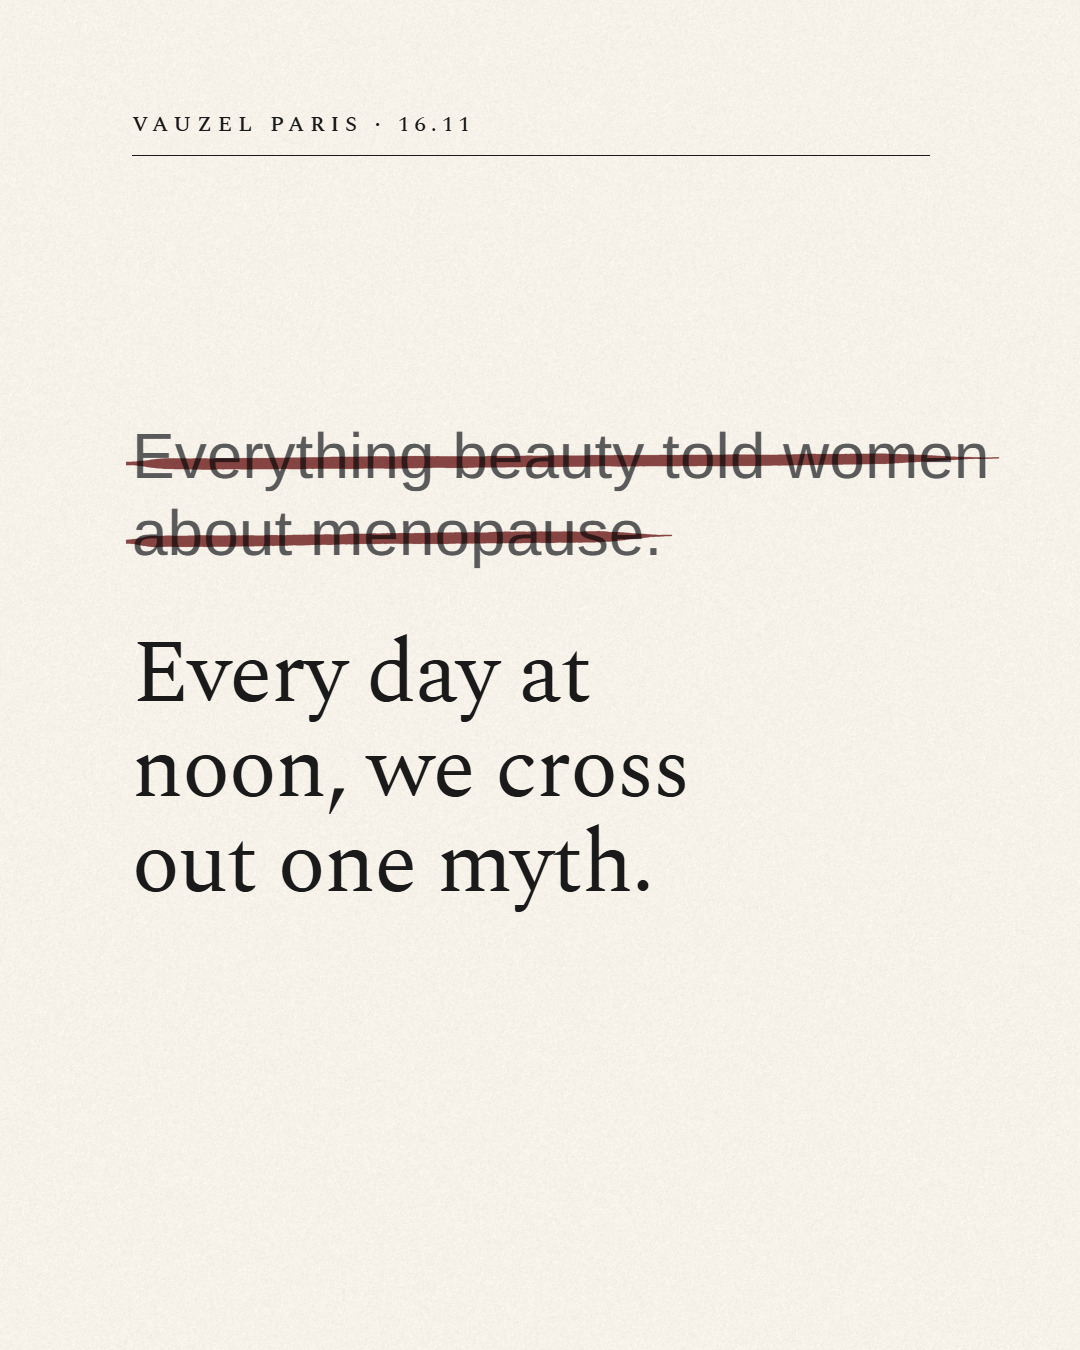 VAUZEL PARIS · 16.11
Everything beauty told women
about menopause.
Every day at
noon, we cross
out one myth.